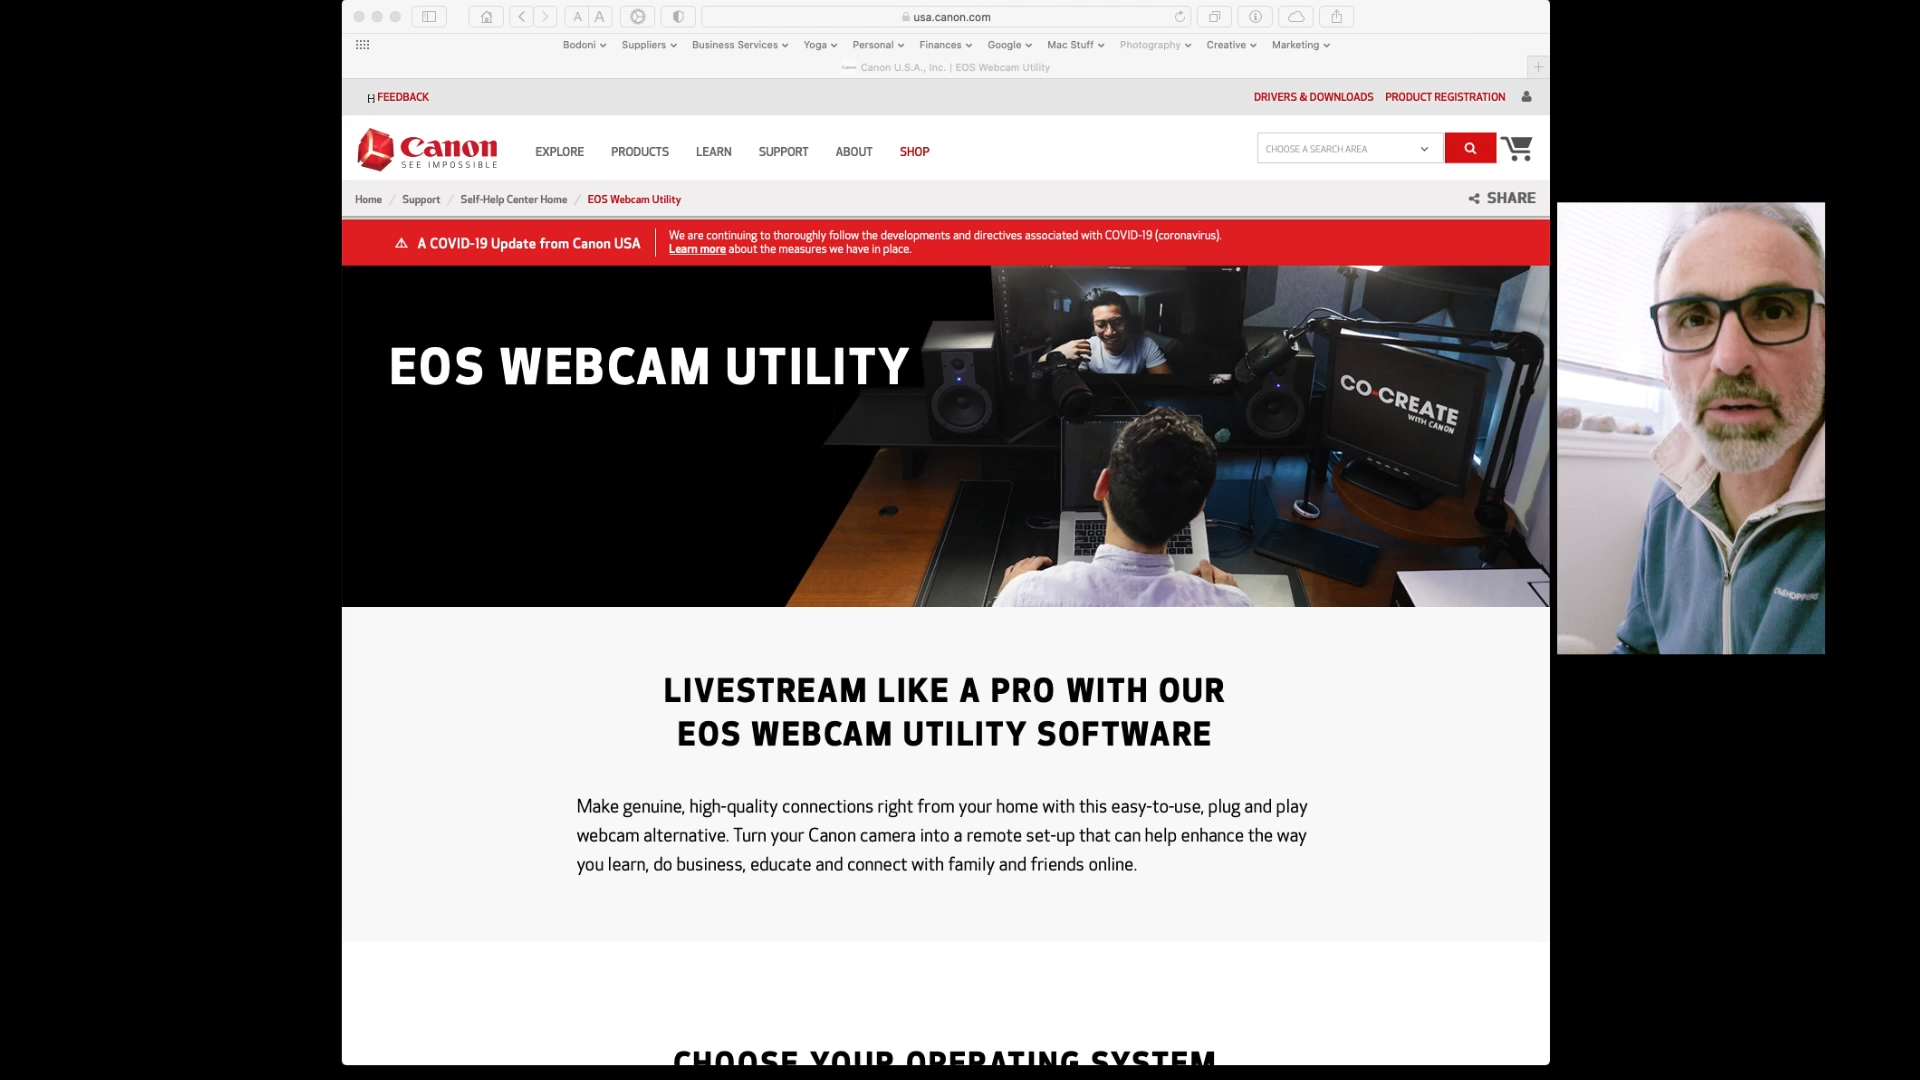 usa.canon.com
Bodoni Suppliers Business Services Yoga Personal Finances Google Mac Stuff Photography Creative Marketing
Canon U.S.A., Inc. | EOS Webcam Utility
H FEEDBACK
DRIVERS & DOWNLOADS PRODUCT REGISTRATION
Canon
SEE IMPOSSIBLE
EXPLORE PRODUCTS LEARN SUPPORT ABOUT SHOP
CHOOSE A SEARCH AREA
Home / Support / Self-Help Center Home / EOS Webcam Utility
SHARE
A COVID-19 Update from Canon USA
We are continuing to thoroughly follow the developments and directives associated with COVID-19 (coronavirus).
Learn more about the measures we have in place.
EOS WEBCAM UTILITY
CO-CREATE
WITH CANON
LIVESTREAM LIKE A PRO WITH OUR
EOS WEBCAM UTILITY SOFTWARE
Make genuine, high-quality connections right from your home with this easy-to-use, plug and play
webcam alternative. Turn your Canon camera into a remote set-up that can help enhance the way
you learn, do business, educate and connect with family and friends online.
CHOOSE YOUR OPERATING SYSTEM